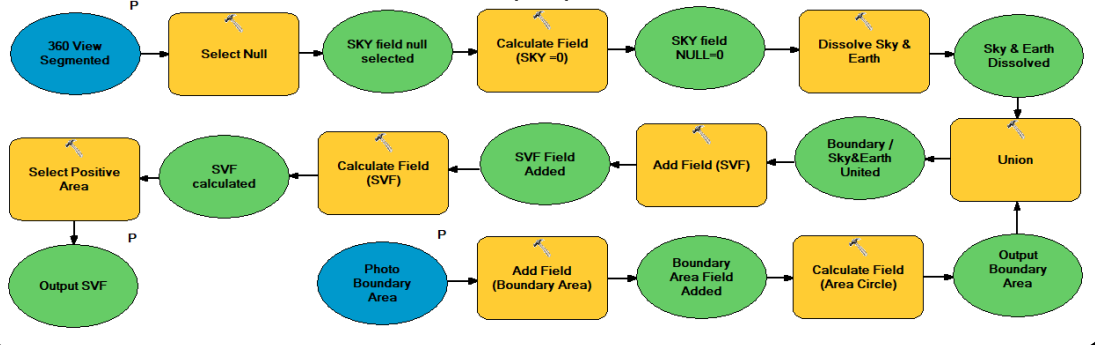 P
360 View
Segmented
Select Null
SKY field null
selected
Calculate Field
(SKY =0)
SKY field
NULL=0
Dissolve Sky &
Earth
Sky & Earth
Dissolved
Select Positive
Area
SVF
calculated
Calculate Field
(SVF)
SVF Field
Added
Add Field (SVF)
Boundary /
Sky&Earth
United
Union
P
Output SVF
P
Photo
Boundary
Area
Add Field
(Boundary Area)
Boundary
Area Field
Added
Calculate Field
(Area Circle)
Output
Boundary
Area